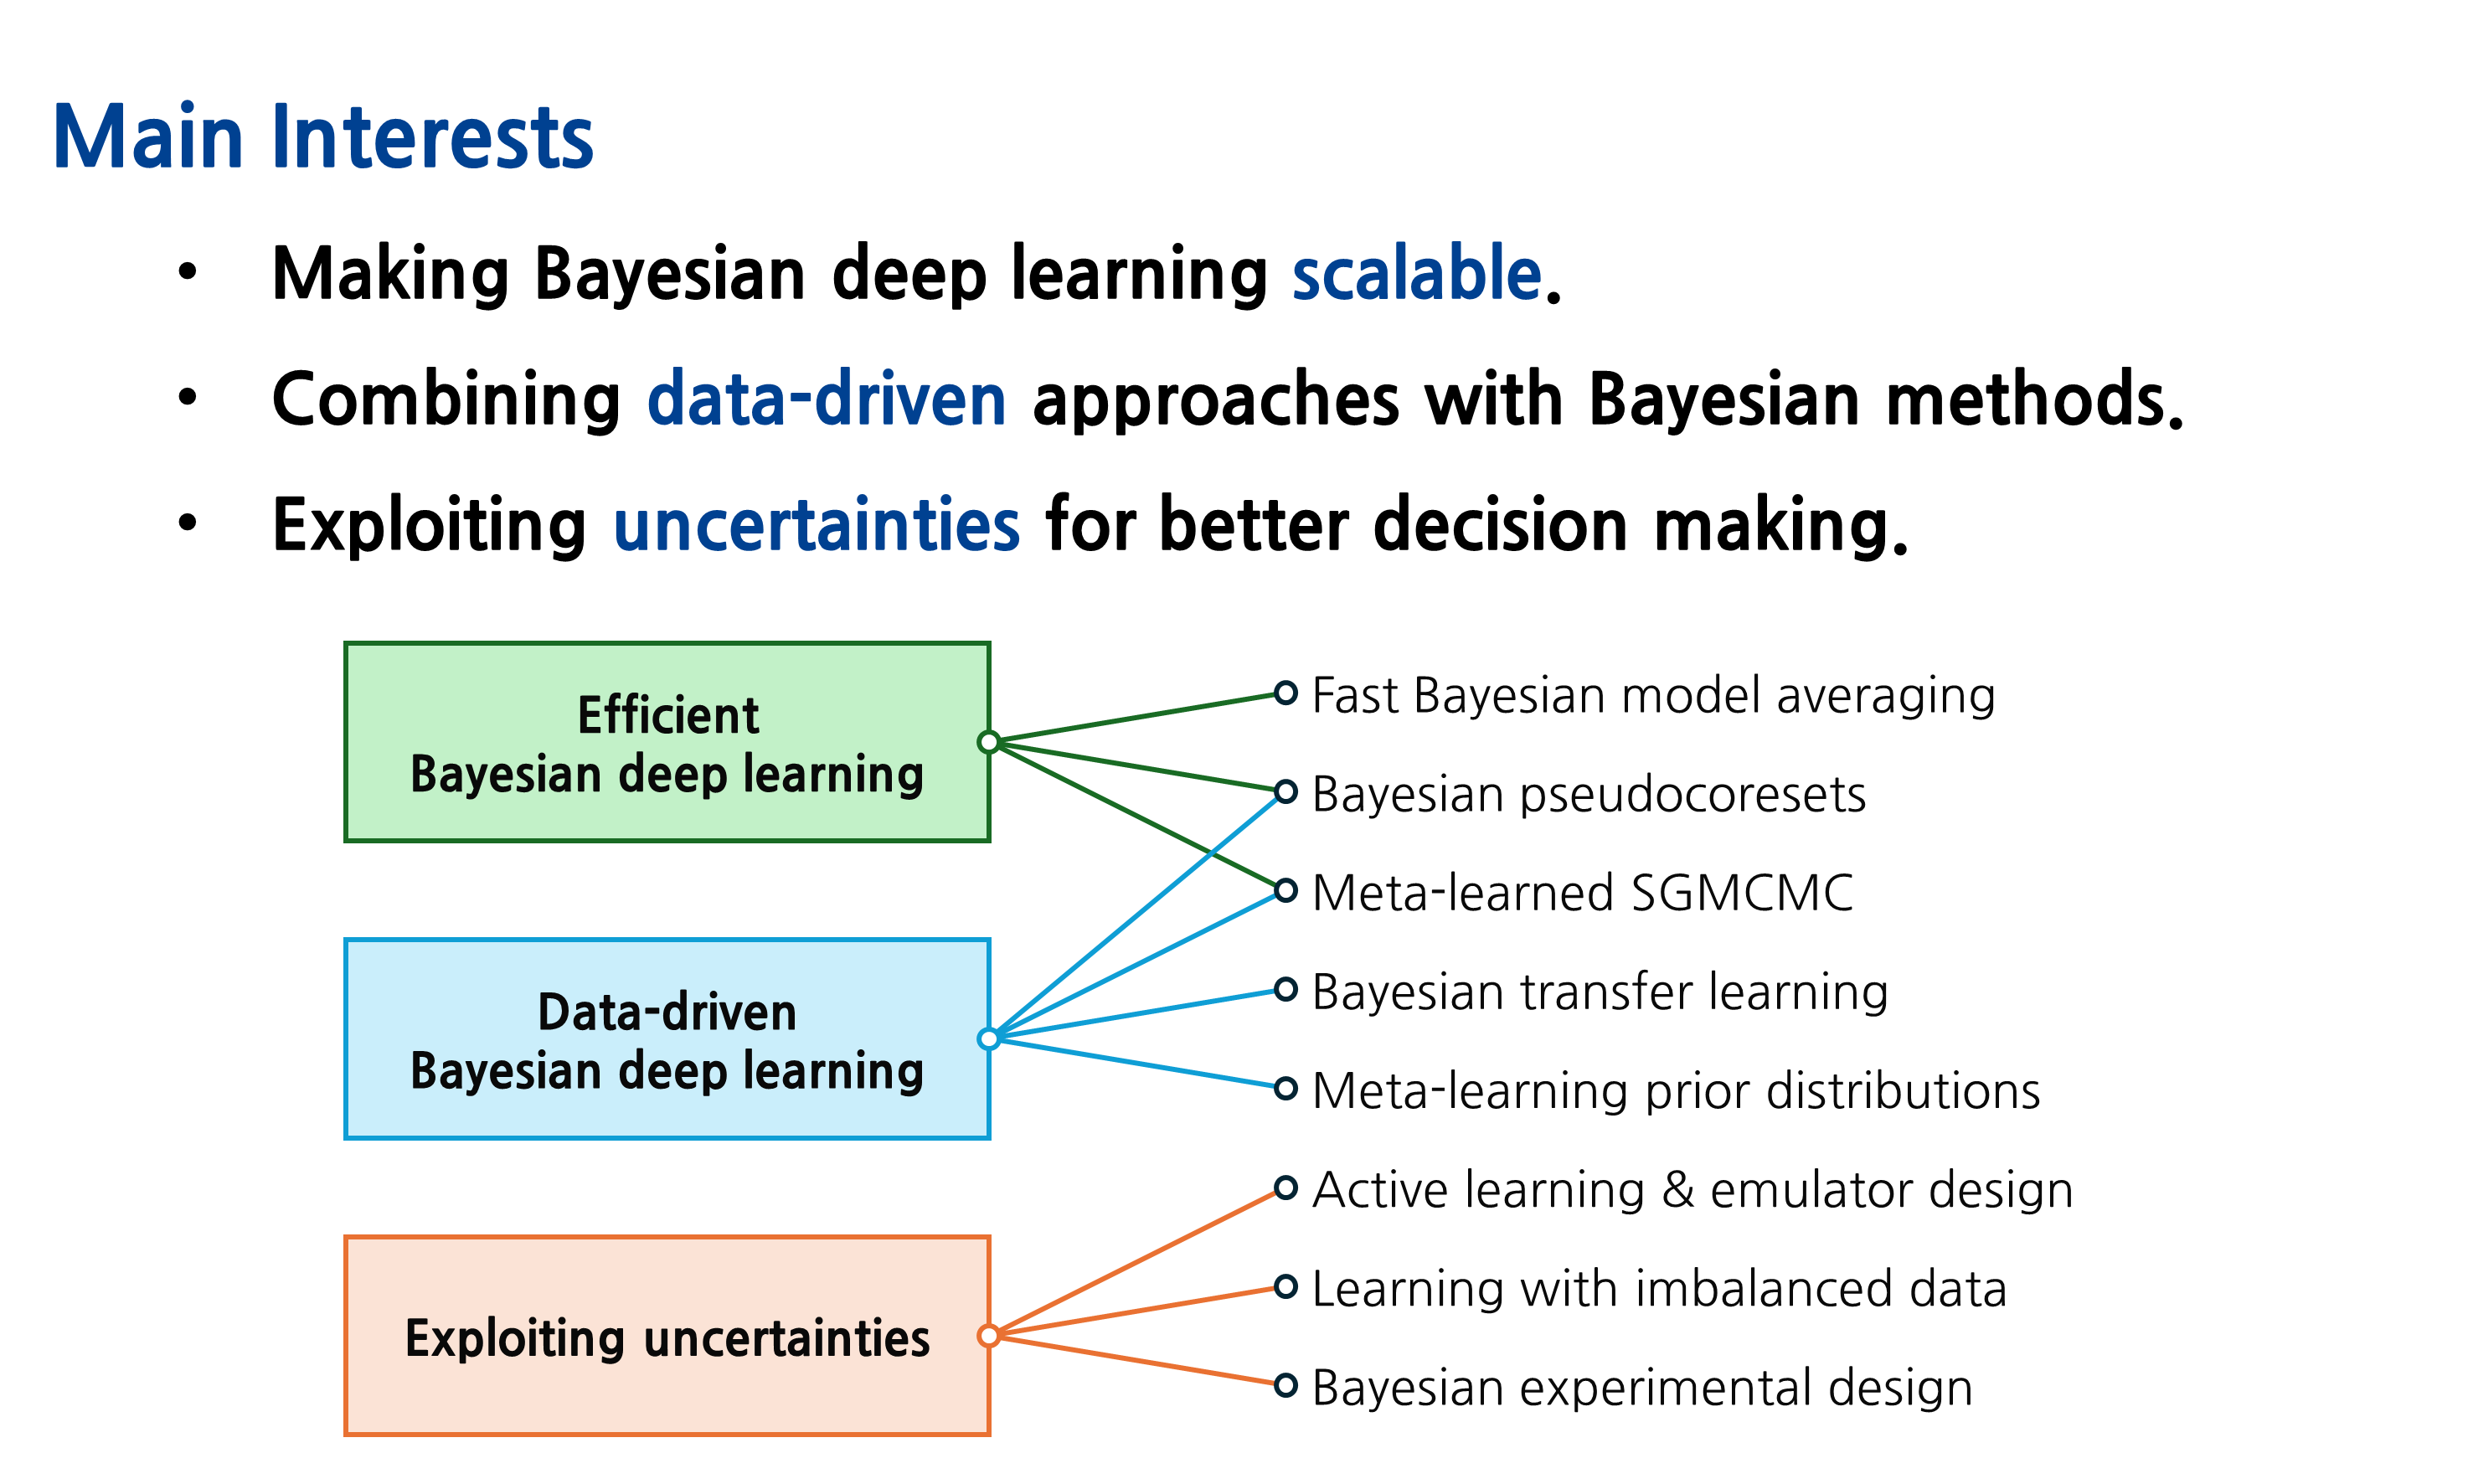 Main Interests
• Making Bayesian deep learning scalable.
• Combining data-driven approaches with Bayesian methods.
• Exploiting uncertainties for better decision making.
Efficient
Bayesian deep learning
Data-driven
Bayesian deep learning
Exploiting uncertainties
Fast Bayesian model averaging
Bayesian pseudocoresets
Meta-learned SGMCMC
Bayesian transfer learning
Meta-learning prior distributions
Active learning & emulator design
Learning with imbalanced data
Bayesian experimental design